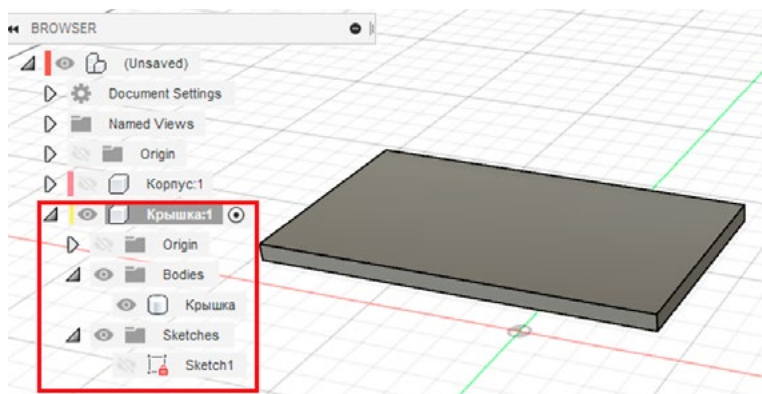 BROWSER
(Unsaved)
Document Settings
Named Views
Origin
Корпус:1
Крышка:1
Origin
Bodies
Крышка
Sketches
Sketch1